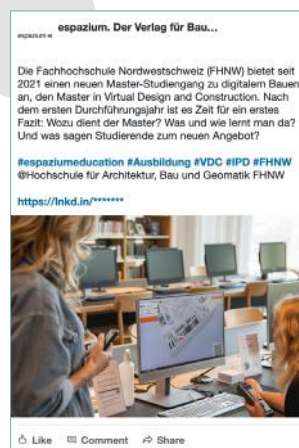 espazium. Der Verlag für Bau...
espazium
Die Fachhochschule Nordwestschweiz (FHNW) bietet seit
2021 einen neuen Master-Studiengang zu digitalem Bauen
an, den Master in Virtual Design and Construction. Nach
dem ersten Durchführungsjahr ist es Zeit für ein erstes
Fazit: Wozu dient der Master? Was und wie lernt man da?
Und was sagen Studierende zum neuen Angebot?
#espaziumeducation #Ausbildung #VDC #IPD #FHNW
@Hochschule für Architektur, Bau und Geomatik FHNW
https://lnkd.in/*******
Like Comment Share